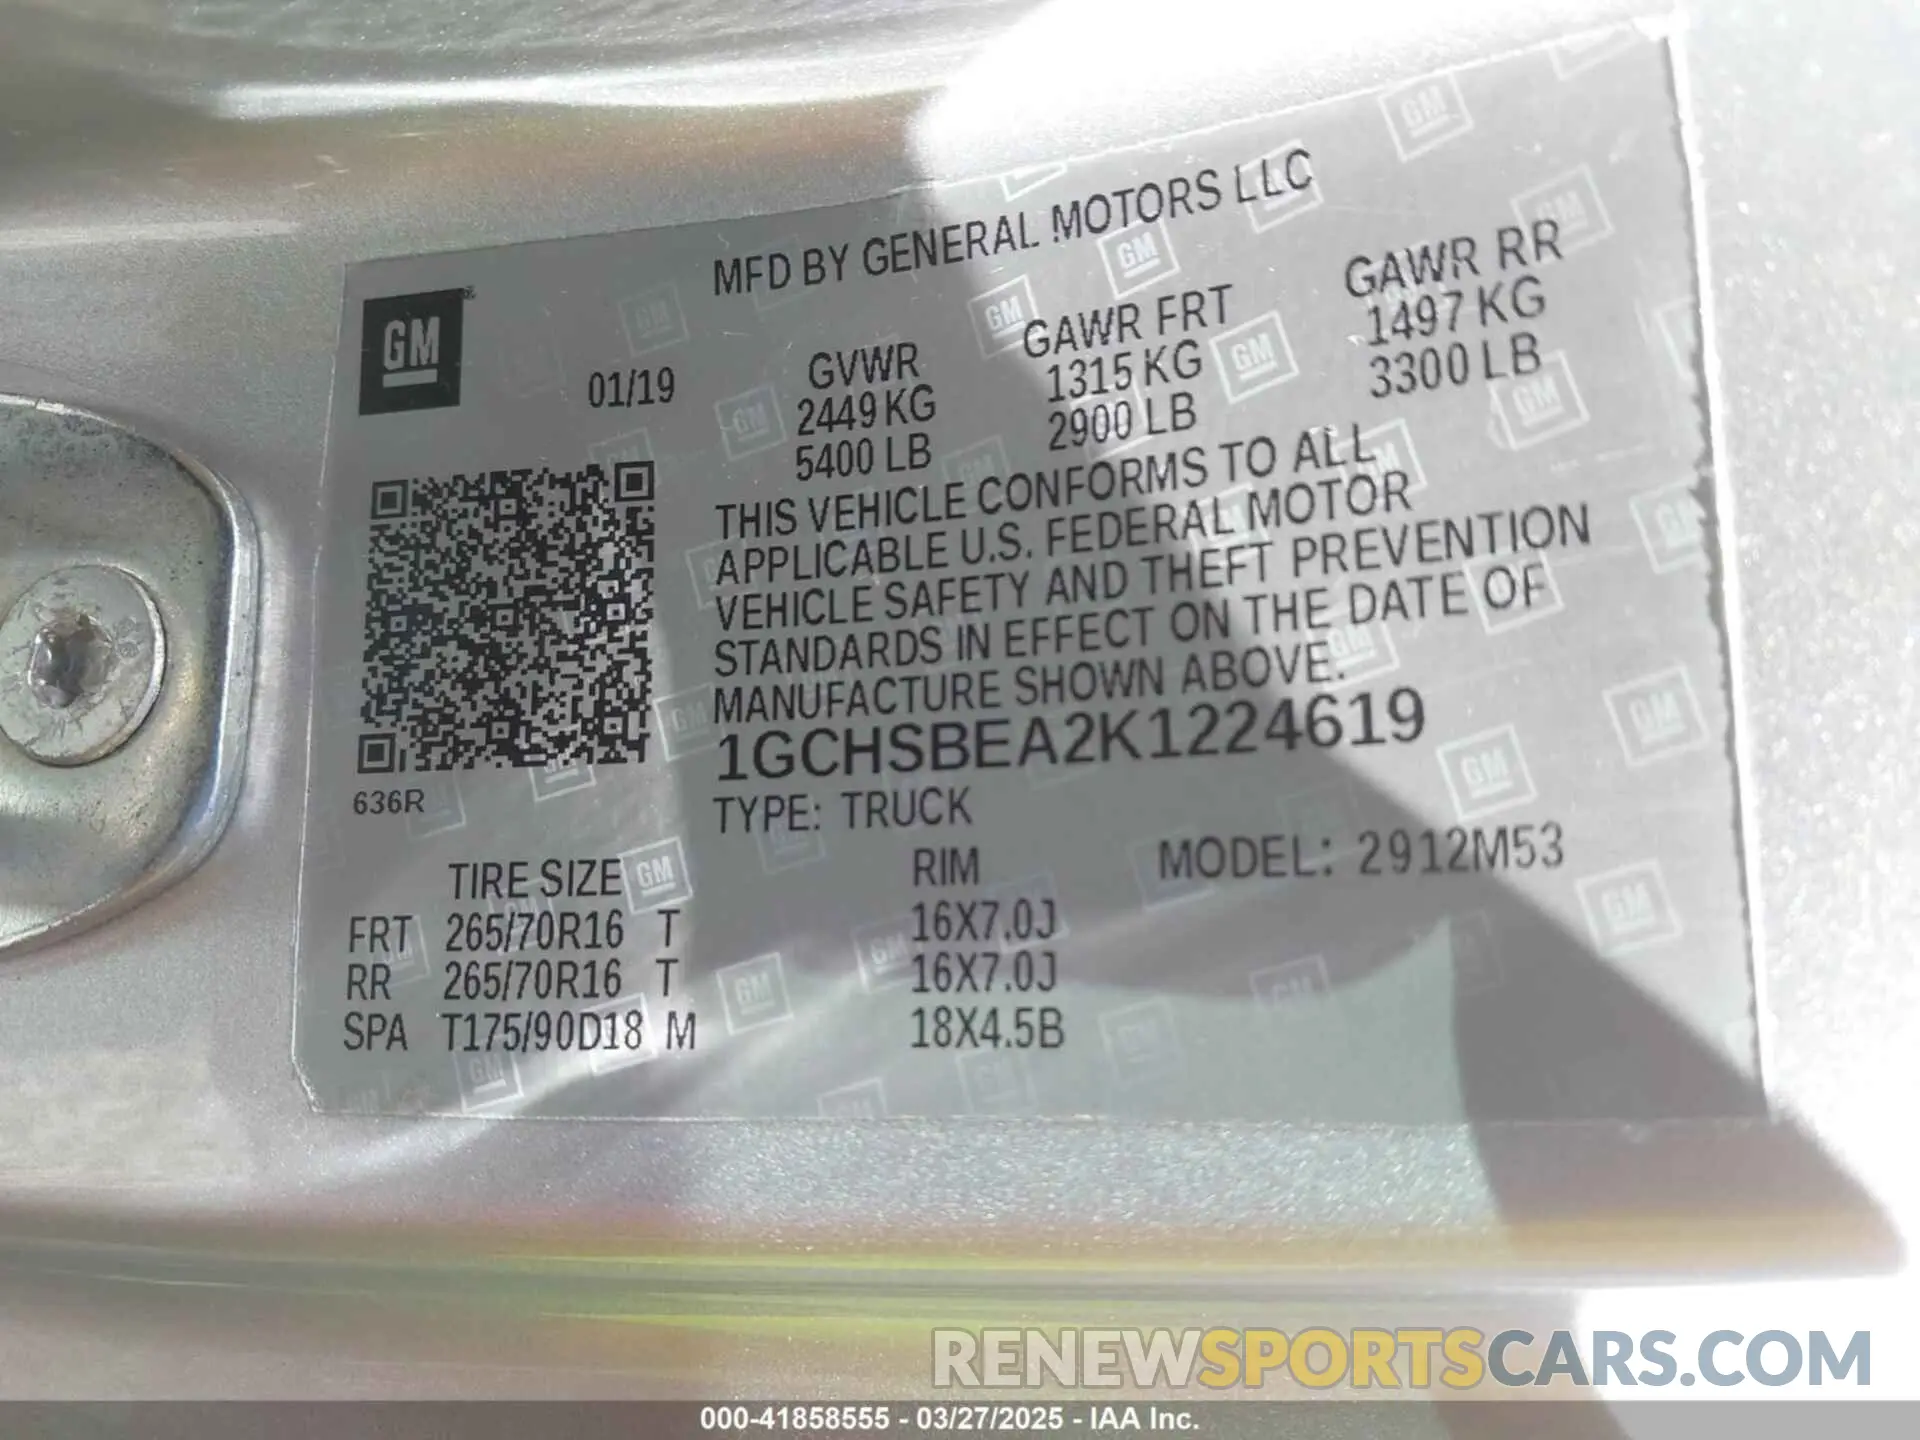 MFD BY GENERAL MOTORS LLC
GM
01/19
GVWR
2449 KG
5400 LB
GAWR FRT
1315 KG
2900 LB
GAWR RR
1497 KG
3300 LB
THIS VEHICLE CONFORMS TO ALL
APPLICABLE U.S. FEDERAL MOTOR
VEHICLE SAFETY AND THEFT PREVENTION
STANDARDS IN EFFECT ON THE DATE OF
MANUFACTURE SHOWN ABOVE.
1GCHSBEA2K1224619
636R
TYPE: TRUCK
MODEL: 2912M53
TIRE SIZE RIM
FRT 265/70R16 T 16X7.0J
RR 265/70R16 T 16X7.0J
SPA T175/90D18 M 18X4.5B
RENEWSPORTSCARS.COM
000-41858555 - 03/27/2025 - IAA Inc.